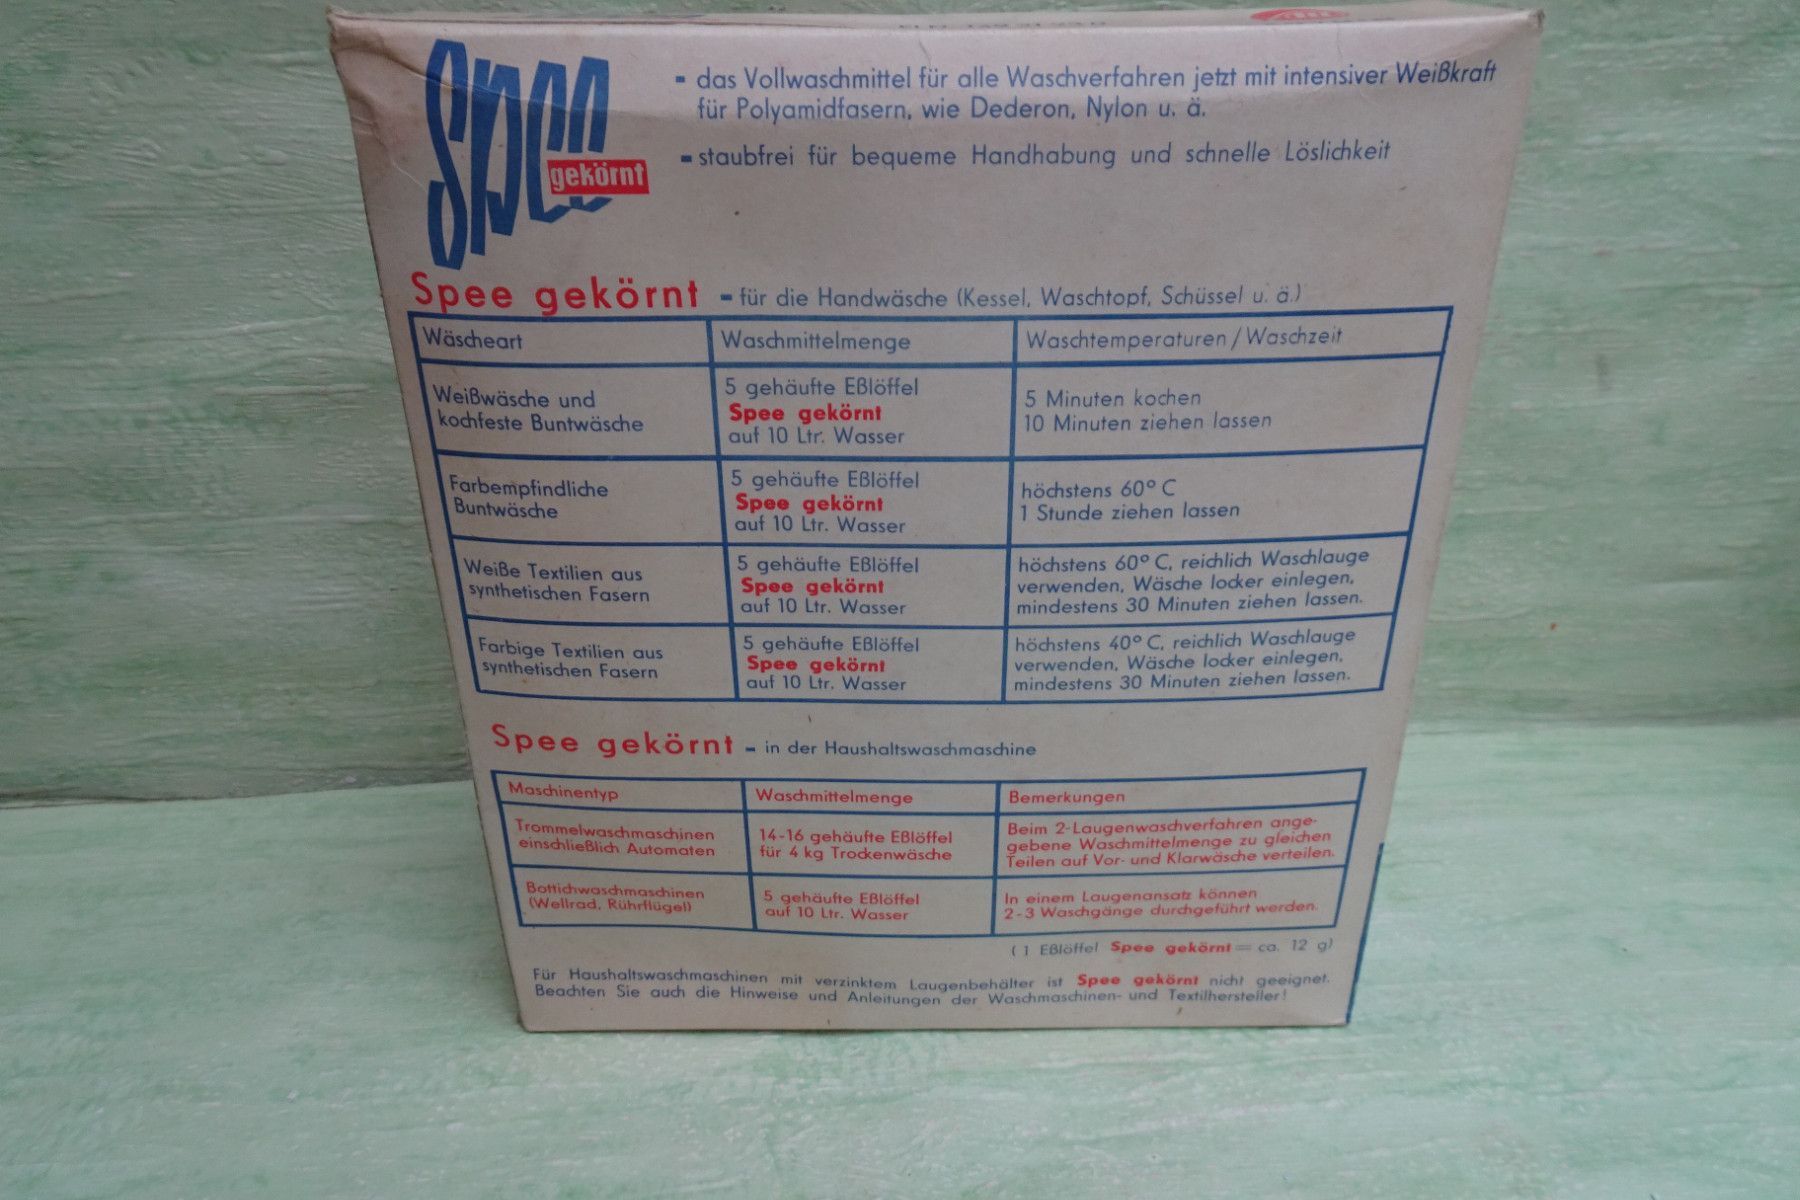 Spee
gekörnt
- das Vollwaschmittel für alle Waschverfahren jetzt mit intensiver Weißkraft
für Polyamidfasern, wie Dederon, Nylon u. ä.
- staubfrei für bequeme Handhabung und schnelle Löslichkeit
Spee gekörnt - für die Handwäsche (Kessel, Waschtopf, Schüssel u. ä.)
Wäscheart Waschmittelmenge Waschtemperaturen / Waschzeit
Weißwäsche und
kochfeste Buntwäsche
5 gehäufte Eßlöffel
Spee gekörnt
auf 10 Ltr. Wasser
5 Minuten kochen
10 Minuten ziehen lassen
Farbempfindliche
Buntwäsche
5 gehäufte Eßlöffel
Spee gekörnt
auf 10 Ltr. Wasser
höchstens 60° C
1 Stunde ziehen lassen
Weiße Textilien aus
synthetischen Fasern
5 gehäufte Eßlöffel
Spee gekörnt
auf 10 Ltr. Wasser
höchstens 60° C, reichlich Waschlauge
verwenden, Wäsche locker einlegen,
mindestens 30 Minuten ziehen lassen.
Farbige Textilien aus
synthetischen Fasern
5 gehäufte Eßlöffel
Spee gekörnt
auf 10 Ltr. Wasser
höchstens 40° C, reichlich Waschlauge
verwenden, Wäsche locker einlegen,
mindestens 30 Minuten ziehen lassen.
Spee gekörnt - in der Haushaltswaschmaschine
Maschinentyp Waschmittelmenge Bemerkungen
Trommelwaschmaschinen
einschließlich Automaten
14-16 gehäufte Eßlöffel
für 4 kg Trockenwäsche
Beim 2-Laugenwaschverfahren ange-
gebene Waschmittelmenge zu gleichen
Teilen auf Vor- und Klarwäsche verteilen.
Bottichwaschmaschinen
(Wellrad, Rührflügel)
5 gehäufte Eßlöffel
auf 10 Ltr. Wasser
In einem Laugenansatz können
2-3 Waschgänge durchgeführt werden.
(1 Eßlöffel Spee gekörnt = ca. 12 g)
Für Haushaltswaschmaschinen mit verzinktem Laugenbehälter ist Spee gekörnt nicht geeignet.
Beachten Sie auch die Hinweise und Anleitungen der Waschmaschinen- und Textilhersteller!